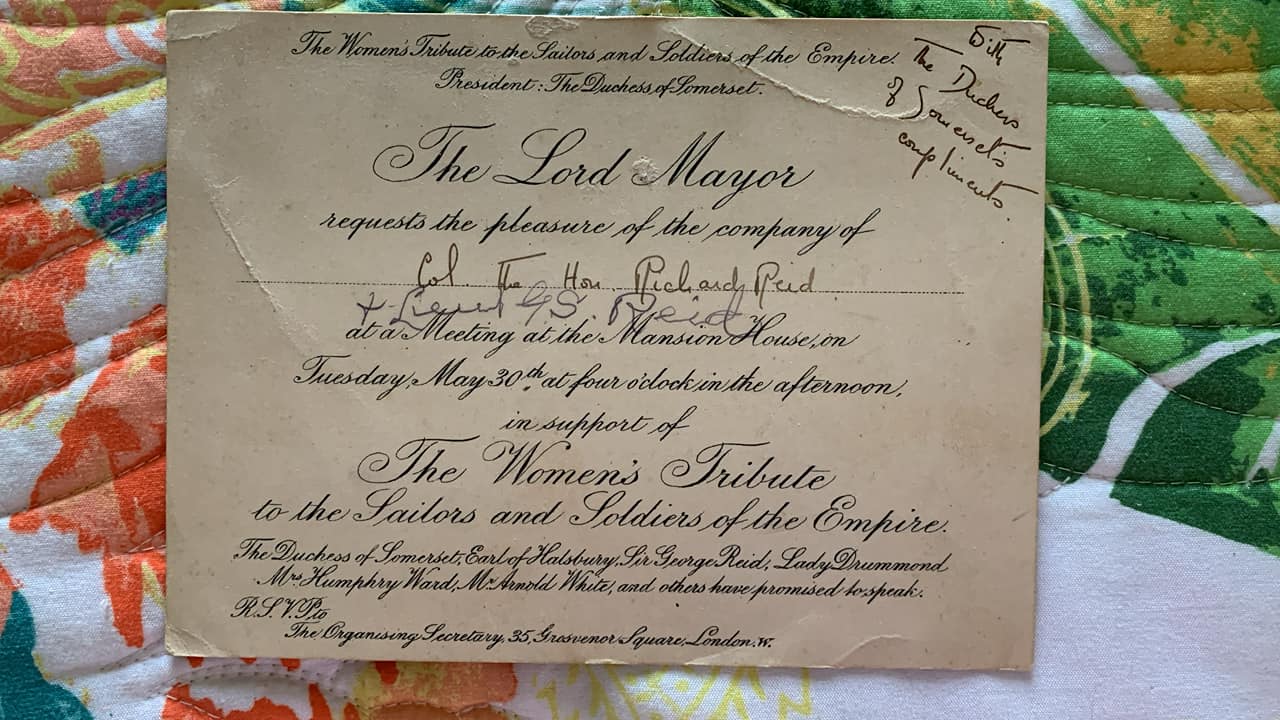 The Women's Tribute to the Sailors and Soldiers of the Empire.
President: The Duchess of Somerset.
With
The Duchess
of Somerset's
compliments.
The Lord Mayor
requests the pleasure of the company of
Col. The Hon. Richard Reid
+ Lieut G S Reid
at a Meeting at the Mansion House, on
Tuesday, May 30th at four o'clock in the afternoon,
in support of
The Women's Tribute
to the Sailors and Soldiers of the Empire.
The Duchess of Somerset, Earl of Halsbury, Sir George Reid, Lady Drummond
Mrs Humphry Ward, Mr Arnold White, and others have promised to speak.
R.S.V.P. to
The Organising Secretary, 35, Grosvenor Square, London. W.